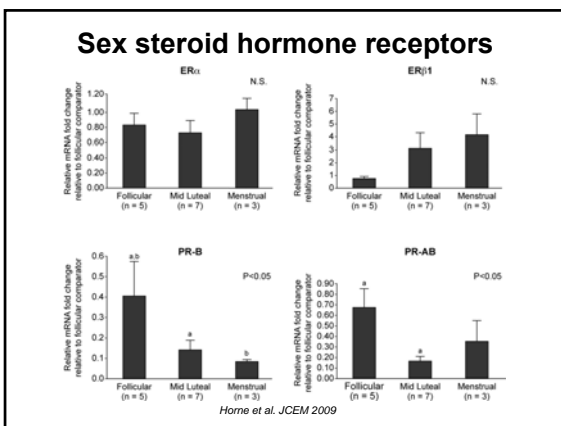 Sex steroid hormone receptors
ERα
N.S.
Relative mRNA fold change
relative to follicular comparator
1.20
1.00
0.80
0.60
0.40
0.20
0.00
Follicular
(n = 5)
Mid Luteal
(n = 7)
Menstrual
(n = 3)
ERβ1
N.S.
Relative mRNA fold change
relative to follicular comparator
7
6
5
4
3
2
1
0
Follicular
(n = 5)
Mid Luteal
(n = 7)
Menstrual
(n = 3)
PR-B
P<0.05
Relative mRNA fold change
relative to follicular comparator
0.6
0.5
0.4
0.3
0.2
0.1
0.0
a,b
a
b
Follicular
(n = 5)
Mid Luteal
(n = 7)
Menstrual
(n = 3)
PR-AB
P<0.05
Relative mRNA fold change
relative to follicular comparator
0.90
0.80
0.70
0.60
0.50
0.40
0.30
0.20
0.10
0.00
a
a
Follicular
(n = 5)
Mid Luteal
(n = 7)
Menstrual
(n = 3)
Horne et al. JCEM 2009